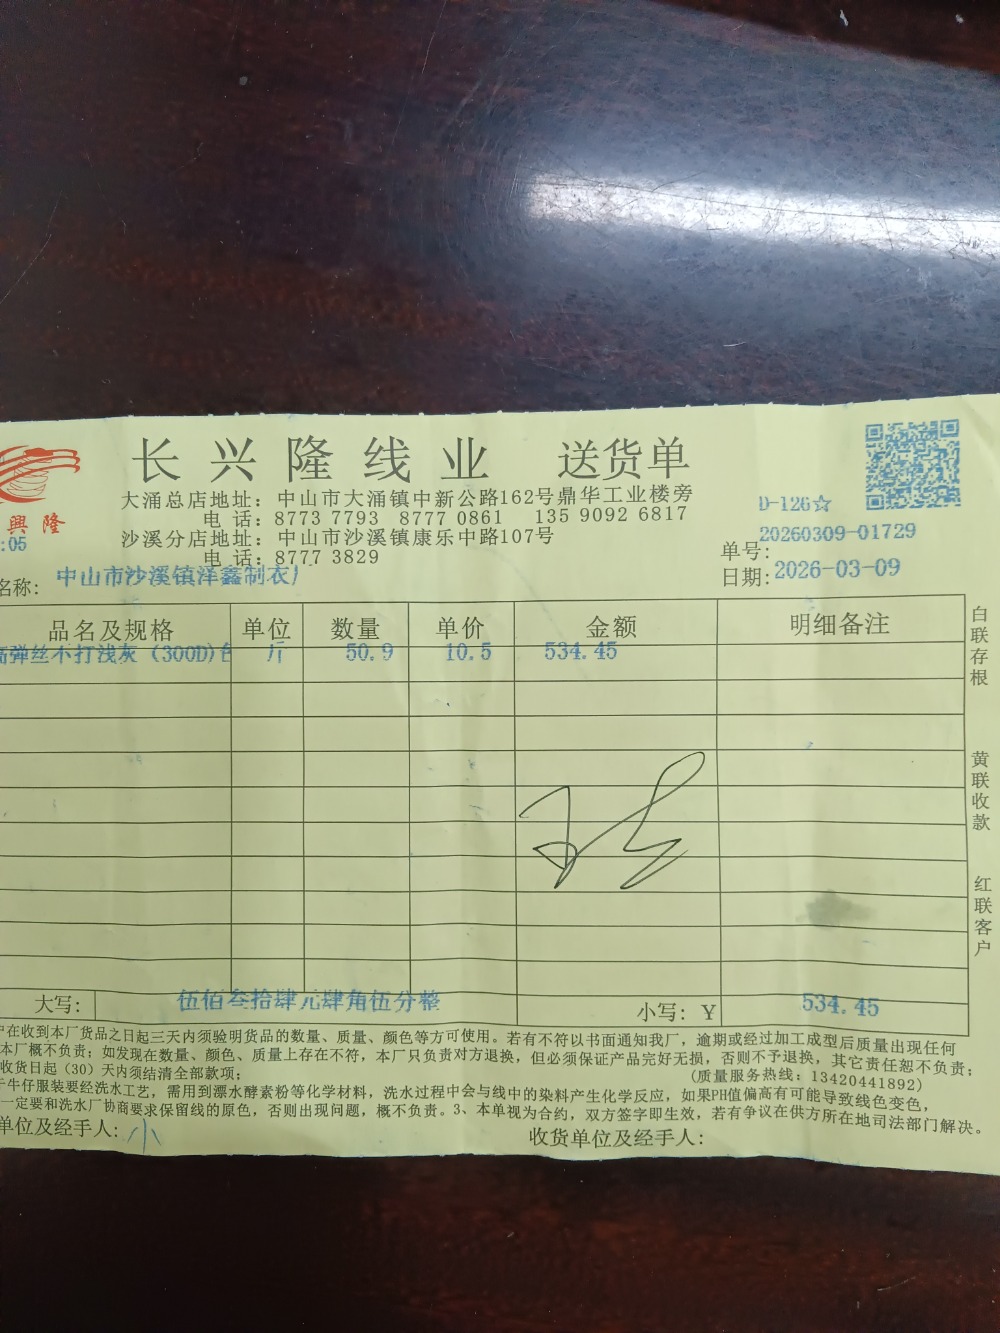 长兴隆线业 送货单
興隆
:05
大涌总店地址：中山市大涌镇中新公路162号鼎华工业楼旁
电 话：8773 7793 8777 0861 135 9092 6817
沙溪分店地址：中山市沙溪镇康乐中路107号
电 话：8777 3829
D-126☆
单号：20260309-01729
日期：2026-03-09
名称：中山市沙溪镇洋鑫制衣厂
品名及规格 单位 数量 单价 金额 明细备注
高弹丝不打浅灰 (300D) 斤 50.9 10.5 534.45
大写：伍佰叁拾肆元肆角伍分整 小写：Y 534.45
白联存根
黄联收款
红联客户
户在收到本厂货品之日起三天内须验明货品的数量、质量、颜色等方可使用。若有不符以书面通知我厂，逾期或经过加工成型后质量出现任何
本厂概不负责；如发现在数量、颜色、质量上存在不符，本厂只负责对方退换，但必须保证产品完好无损，否则不予退换，其它责任恕不负责；
收货日起（30）天内须结清全部款项；
(质量服务热线：13420441892)
牛仔服装要经洗水工艺，需用到漂水酵素粉等化学材料，洗水过程中会与线中的染料产生化学反应，如果PH值偏高有可能导致线色变色，
一定要和洗水厂协商要求保留线的原色，否则出现问题，概不负责。3、本单视为合约，双方签字即生效，若有争议在供方所在地司法部门解决。
单位及经手人：小
收货单位及经手人：